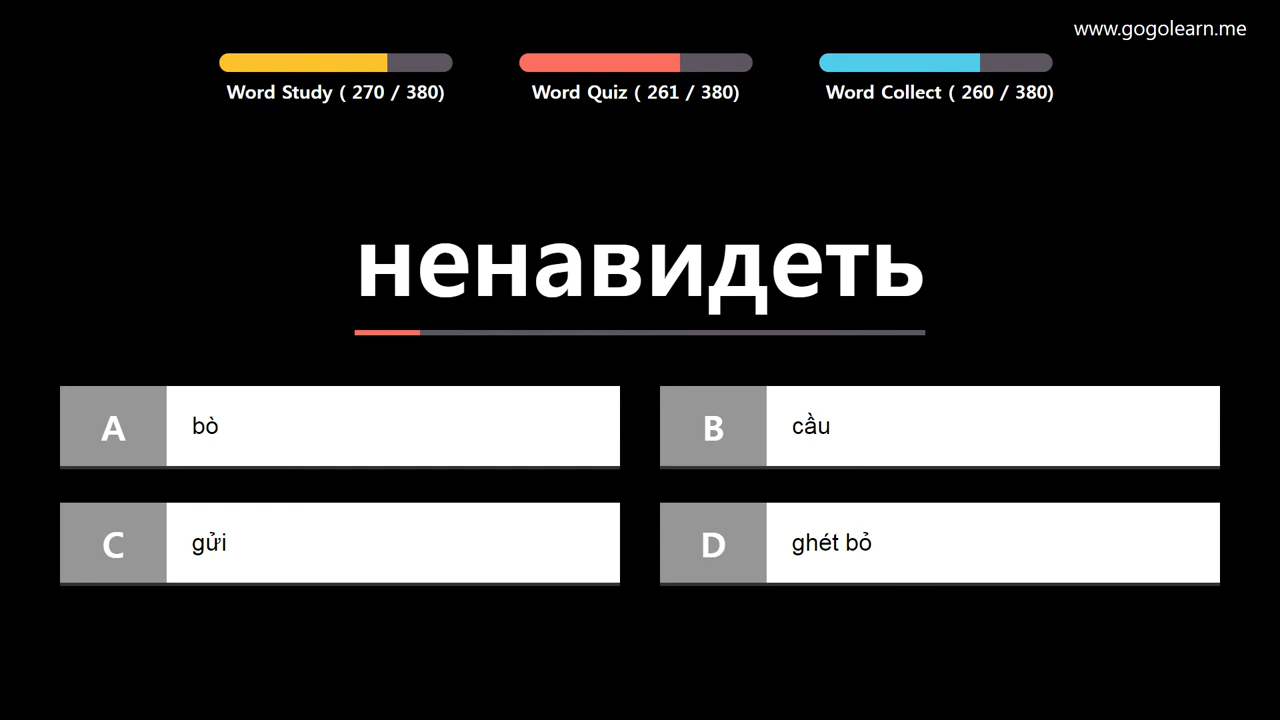 www.gogolearn.me
Word Study ( 270 / 380)
Word Quiz ( 261 / 380)
Word Collect ( 260 / 380)
ненавидеть
A
bò
B
cầu
C
gửi
D
ghét bỏ